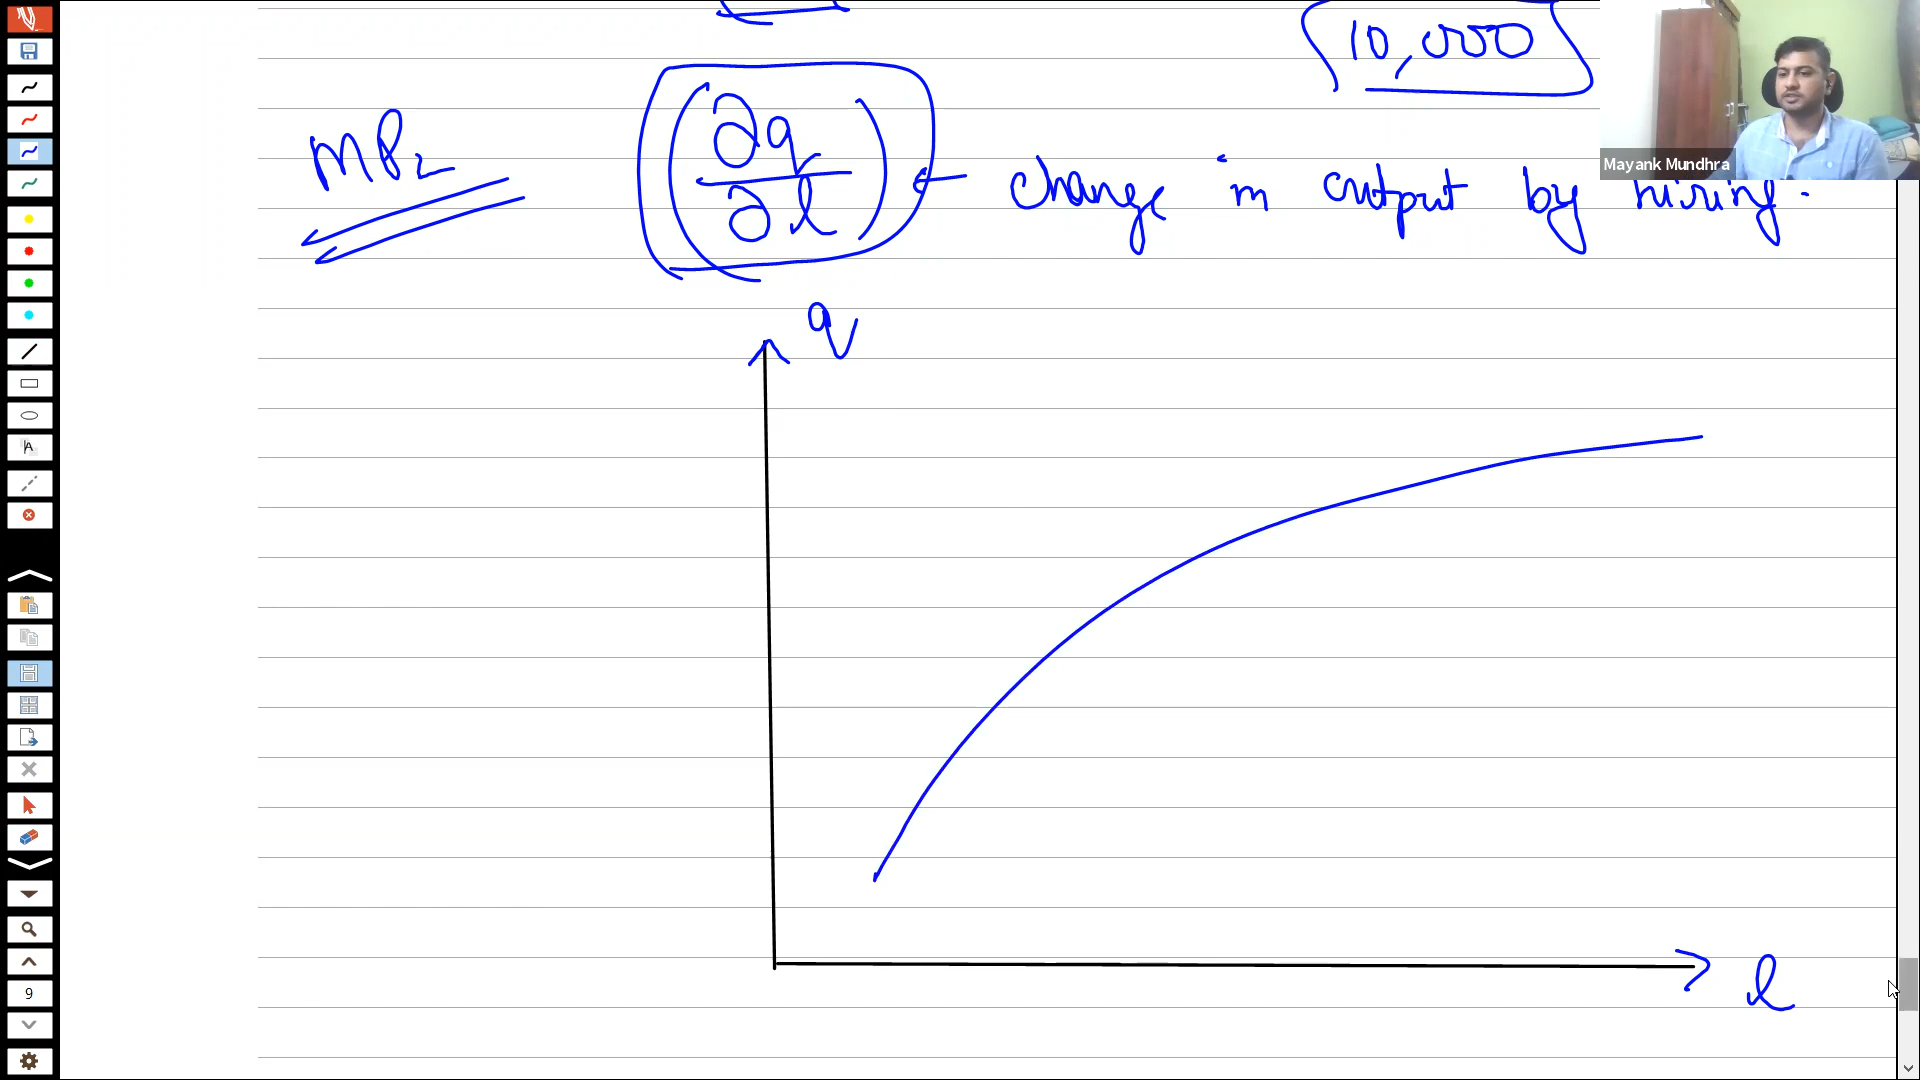 10,000
Mayank Mundhra
MPL (∂q/∂l) ← change in output by hiring.
q
l
A
9